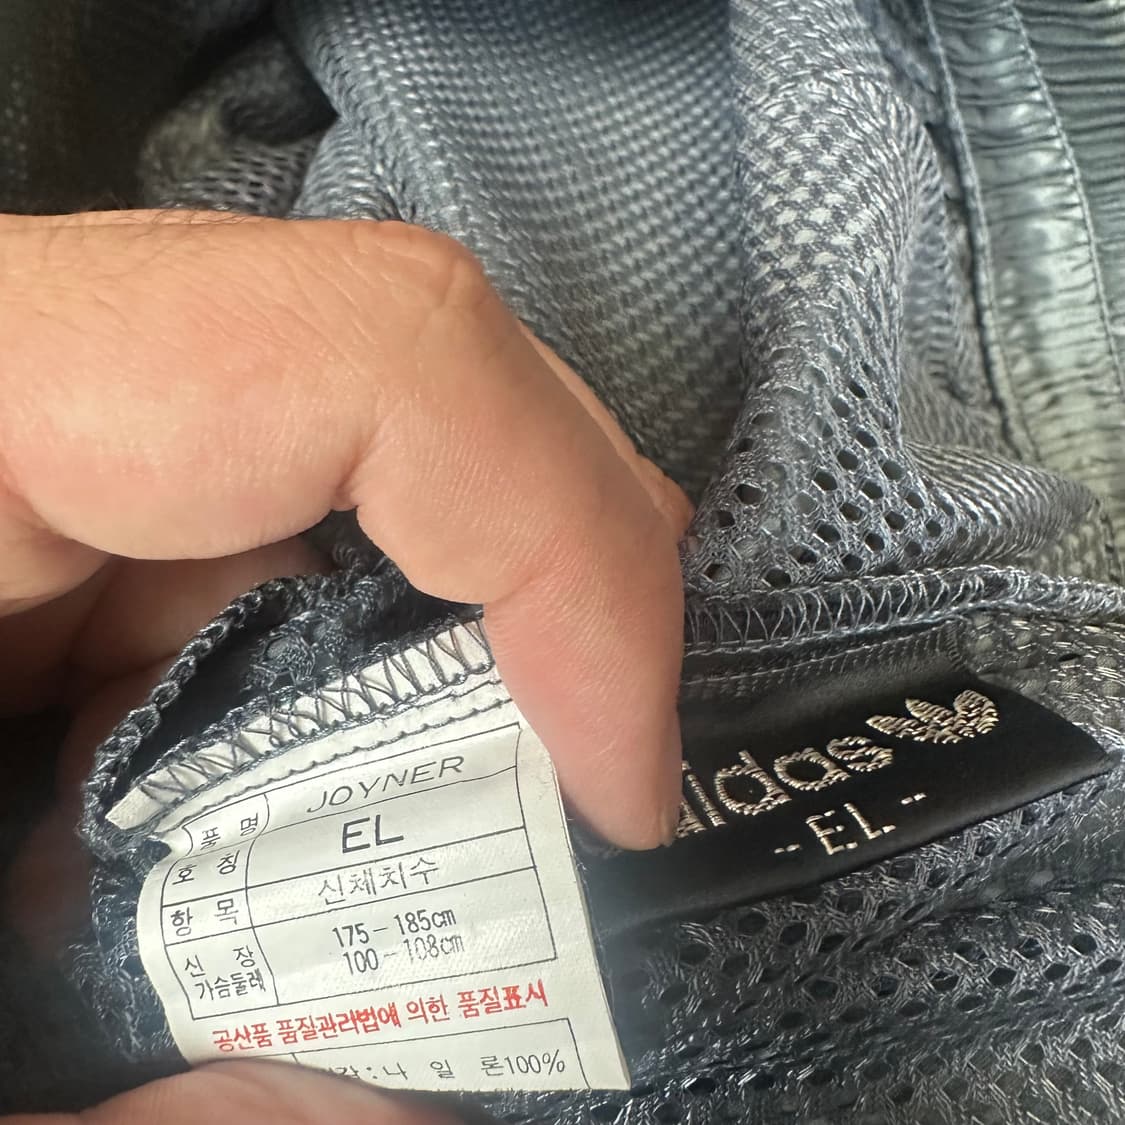 품 명 JOYNER
호 칭 EL
항 목 신체치수
신 장 175-185cm
가슴둘레 100-108cm
공산품 품질관리법에 의한 품질표시
감:나 일 론100%
adidas
-EL-